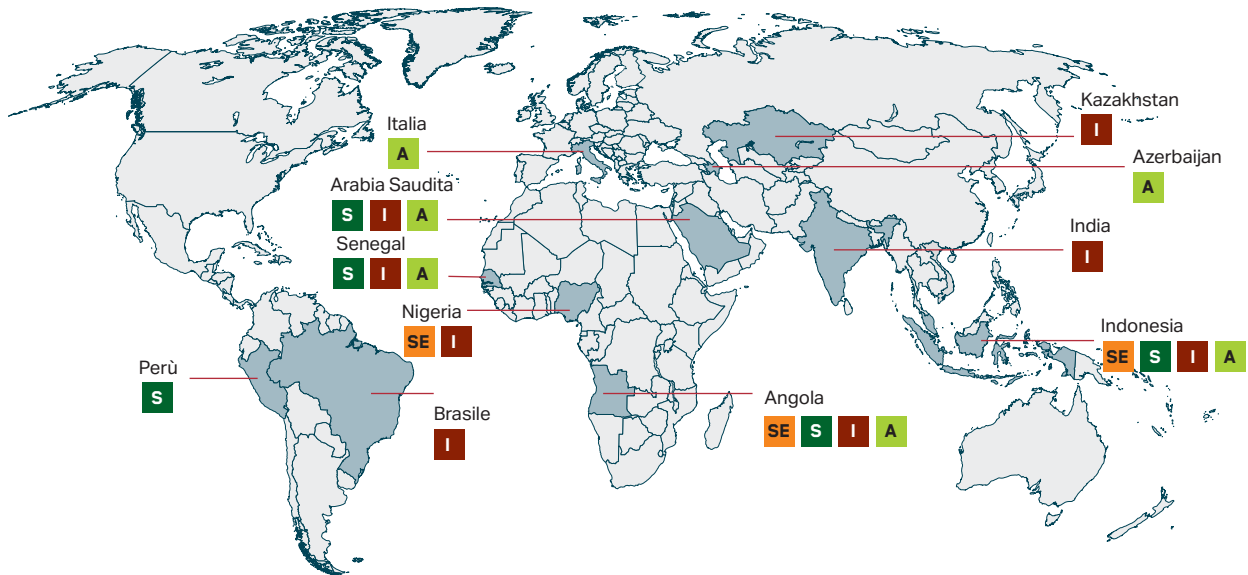 Kazakhstan
I
Italia
A
Azerbaijan
A
Arabia Saudita
S I A
India
I
Senegal
S I A
Nigeria
SE I
Indonesia
SE S I A
Perù
S
Angola
SE S I A
Brasile
I